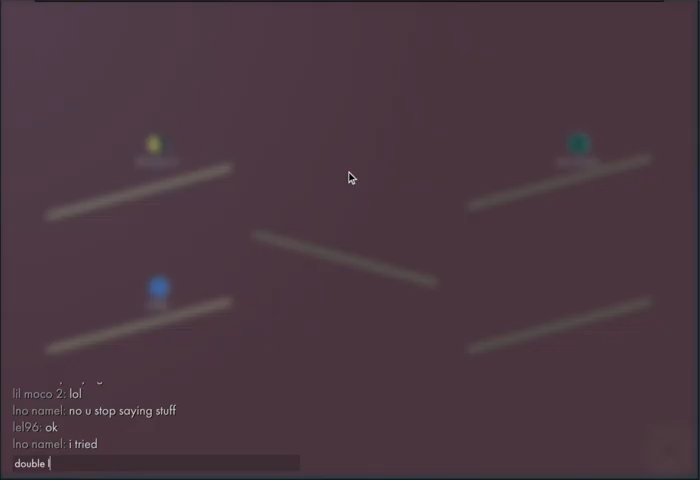 lil moco 2: lol
lno namel: no u stop saying stuff
lel96: ok
lno namel: i tried
double l